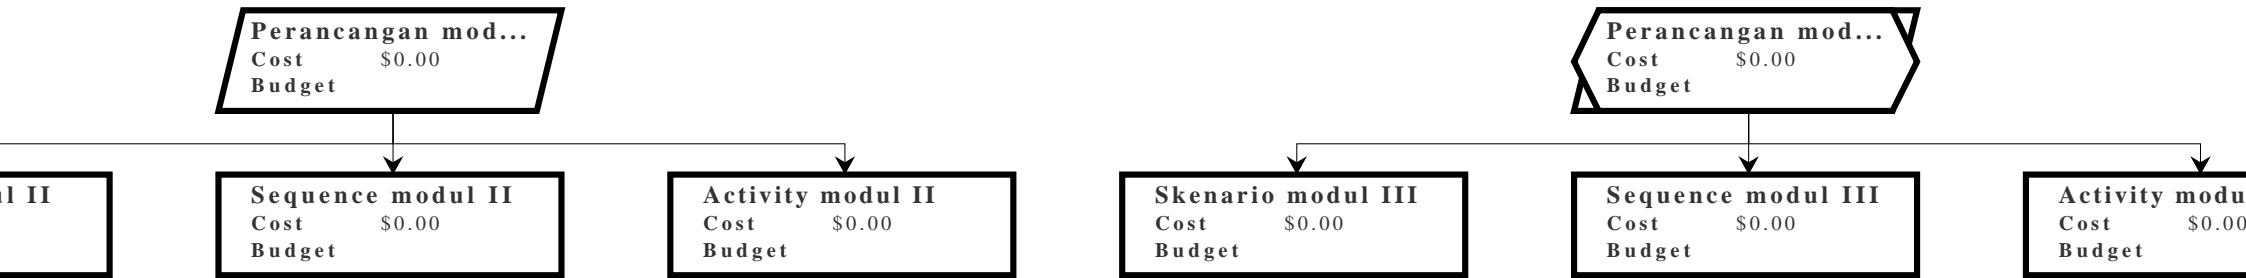 Perancangan mod...
Cost $0.00
Budget
Perancangan mod...
Cost $0.00
Budget
II
Sequence modul II
Cost $0.00
Budget
Activity modul II
Cost $0.00
Budget
Skenario modul III
Cost $0.00
Budget
Sequence modul III
Cost $0.00
Budget
Activity
Cost $0.00
Budget